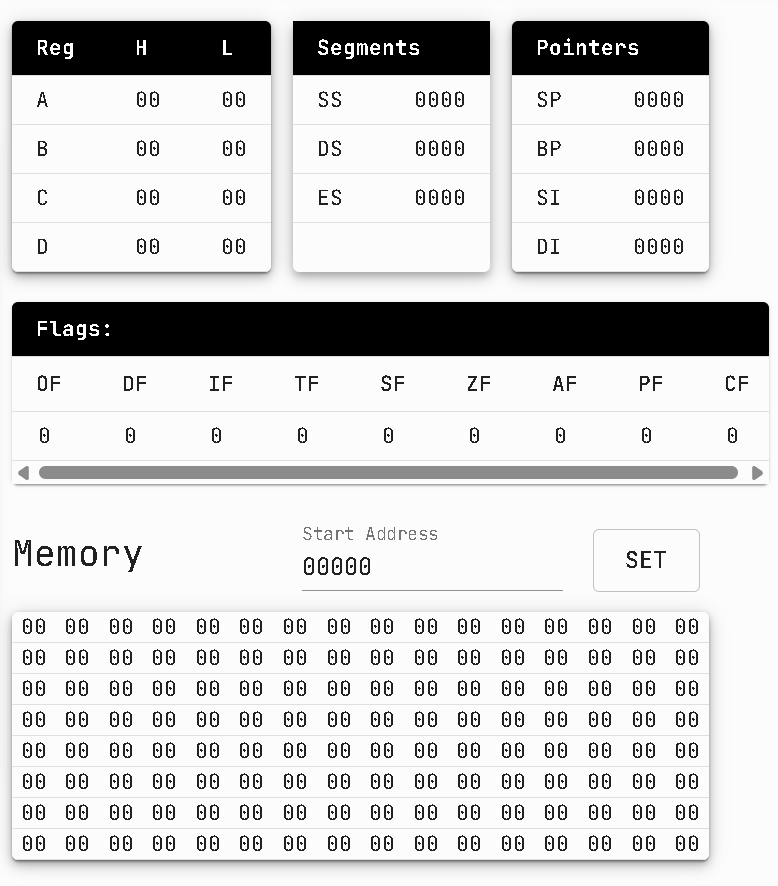 Reg H L
A 00 00
B 00 00
C 00 00
D 00 00
Segments
SS 0000
DS 0000
ES 0000
Pointers
SP 0000
BP 0000
SI 0000
DI 0000
Flags:
OF DF IF TF SF ZF AF PF CF
0 0 0 0 0 0 0 0 0
Memory
Start Address
00000
SET
00 00 00 00 00 00 00 00 00 00 00 00 00 00 00 00
00 00 00 00 00 00 00 00 00 00 00 00 00 00 00 00
00 00 00 00 00 00 00 00 00 00 00 00 00 00 00 00
00 00 00 00 00 00 00 00 00 00 00 00 00 00 00 00
00 00 00 00 00 00 00 00 00 00 00 00 00 00 00 00
00 00 00 00 00 00 00 00 00 00 00 00 00 00 00 00
00 00 00 00 00 00 00 00 00 00 00 00 00 00 00 00
00 00 00 00 00 00 00 00 00 00 00 00 00 00 00 00